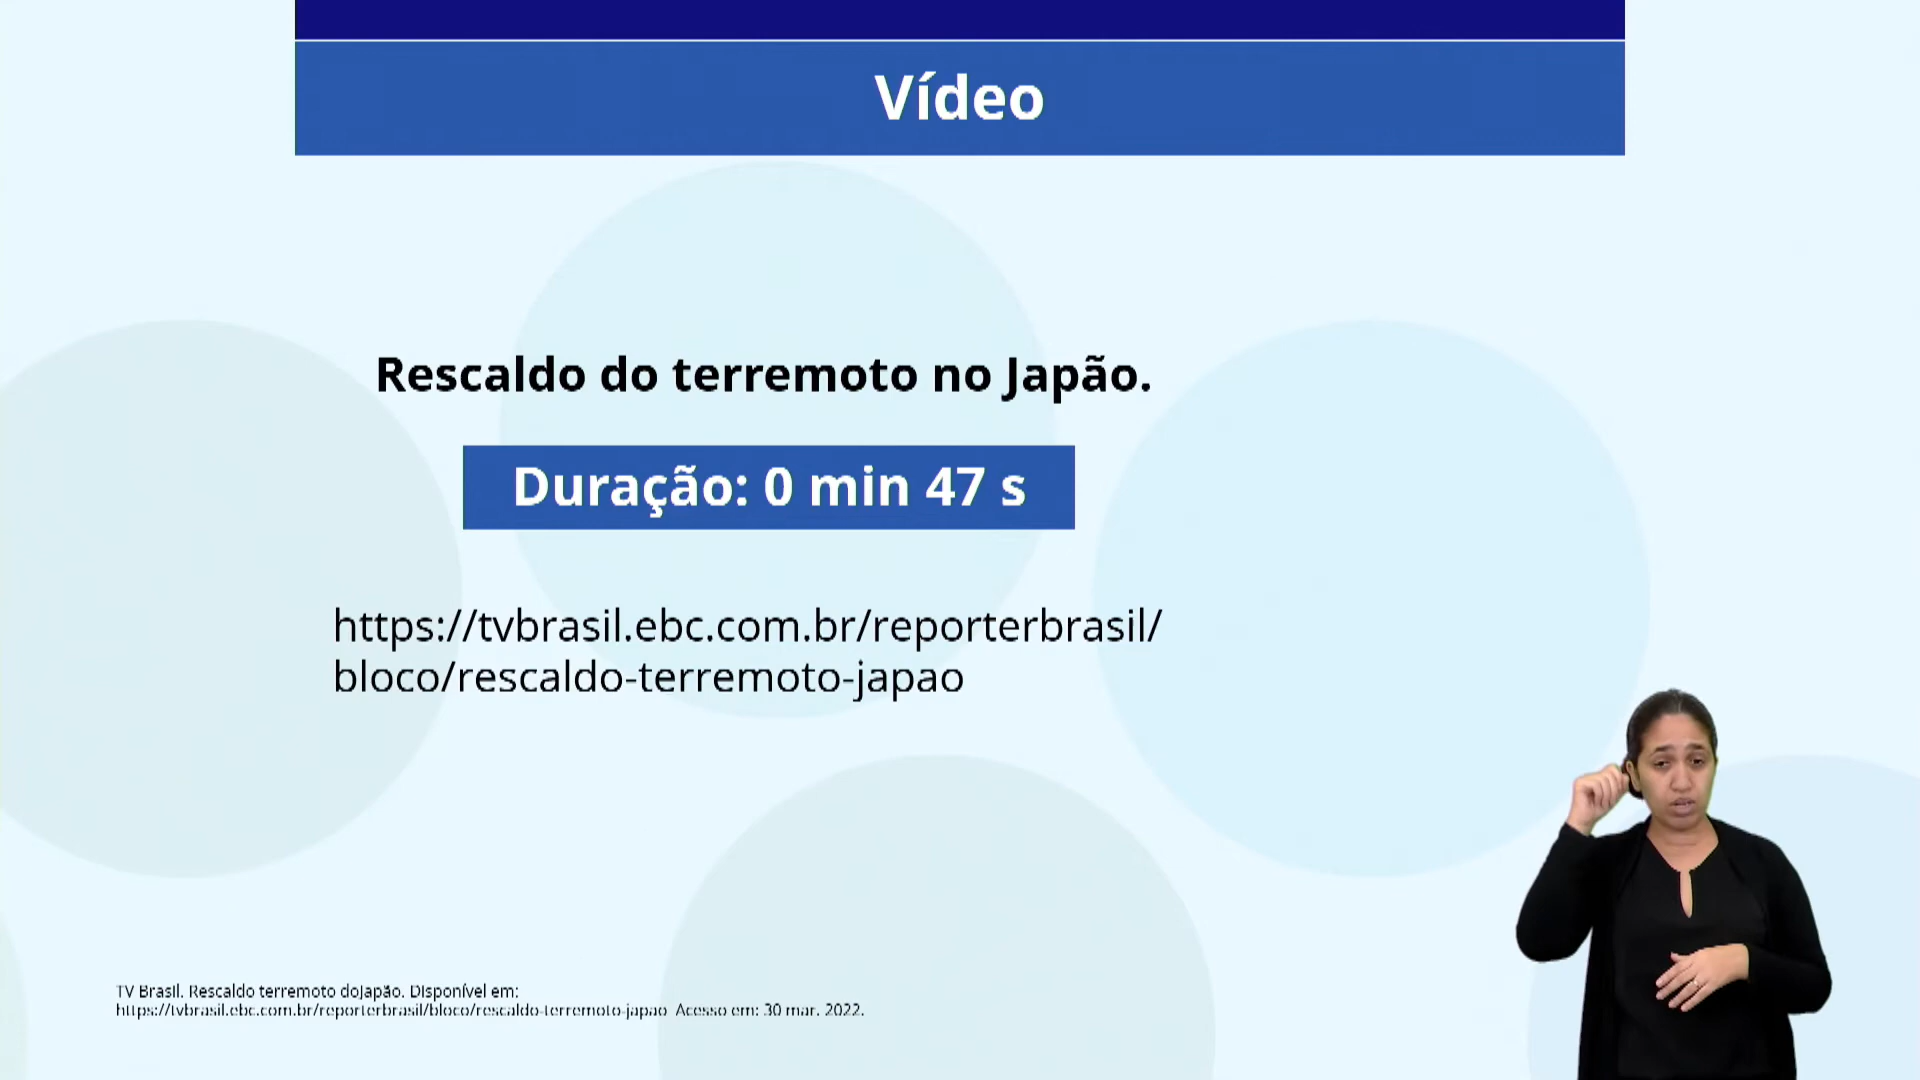 Vídeo
Rescaldo do terremoto no Japão.
Duração: 0 min 47 s
https://tvbrasil.ebc.com.br/reporterbrasil/
bloco/rescaldo-terremoto-japao
TV Brasil. Rescaldo terremoto doJapão. Disponível em:
https://tvbrasil.ebc.com.br/reporterbrasil/bloco/rescaldo-terremoto-japao Acesso em: 30 mar. 2022.